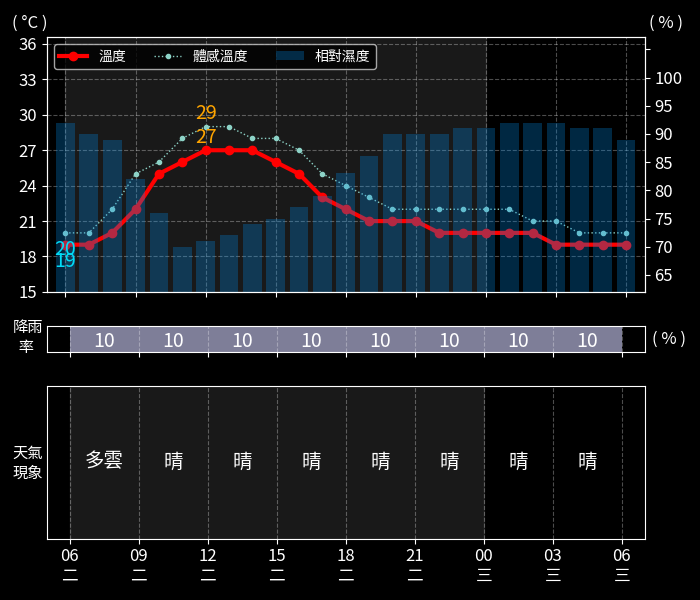 ( °C )
( % )
溫度 體感溫度 相對濕度
36
33
30
27
24
21
18
15
100
95
90
85
80
75
70
65
29
27
20
19
降雨率
10 10 10 10 10 10 10 10
( % )
天氣現象
多雲 晴 晴 晴 晴 晴 晴 晴
06 09 12 15 18 21 00 03 06
二 二 二 二 二 二 三 三 三